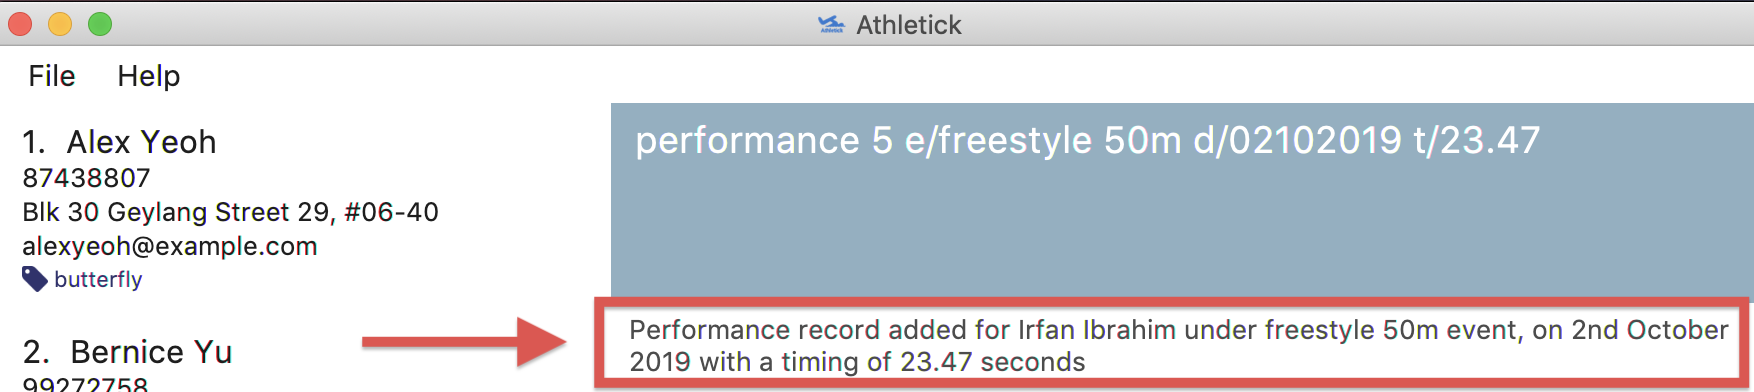 Athletick
File Help
1. Alex Yeoh
87438807
Blk 30 Geylang Street 29, #06-40
alexyeoh@example.com
butterfly
2. Bernice Yu
99272758
performance 5 e/freestyle 50m d/02102019 t/23.47
Performance record added for Irfan Ibrahim under freestyle 50m event, on 2nd October
2019 with a timing of 23.47 seconds